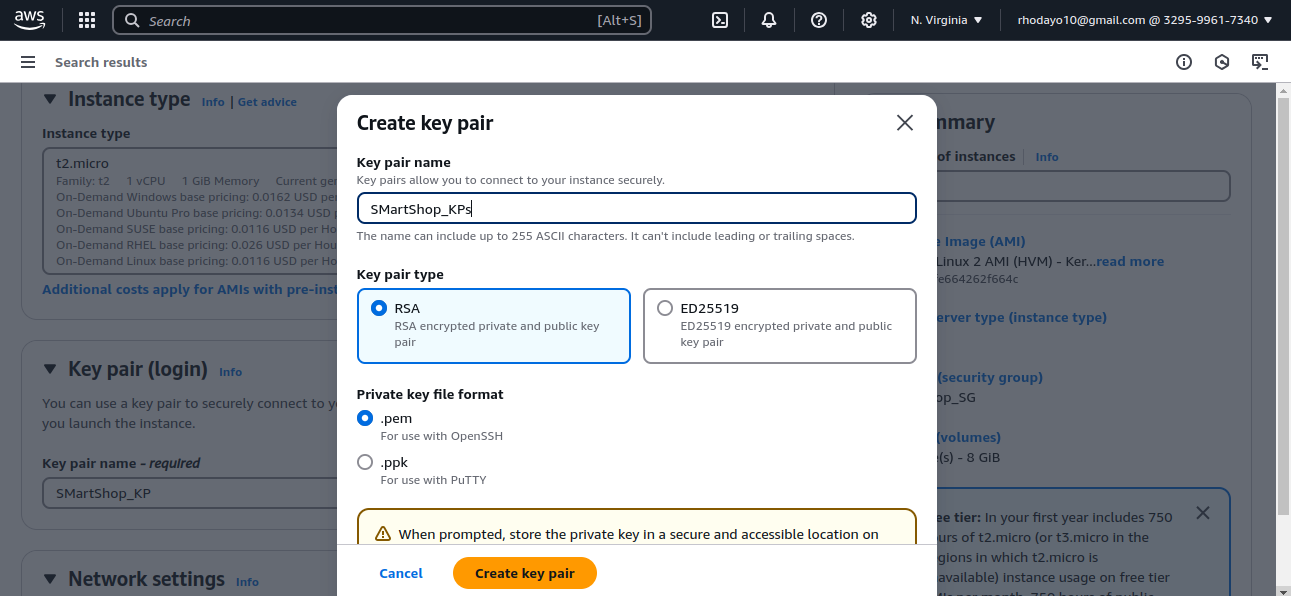 aws
Search
[Alt+S]
N. Virginia
rhodayo10@gmail.com @ 3295-9961-7340
Search results
Instance type
Info | Get advice
Instance type
t2.micro
Family: t2 1 vCPU 1 GiB Memory Current ger
On-Demand Windows base pricing: 0.0162 USD per
On-Demand Ubuntu Pro base pricing: 0.0134 USD
On-Demand SUSE base pricing: 0.0116 USD per Ho
On-Demand RHEL base pricing: 0.026 USD per Hou
On-Demand Linux base pricing: 0.0116 USD per Ho
Additional costs apply for AMIs with pre-inst
Key pair (login)
Info
You can use a key pair to securely connect to y
you launch the instance.
Key pair name - required
SMartShop_KP
Network settings
Info
Create key pair
Key pair name
Key pairs allow you to connect to your instance securely.
SMartShop_KPs
The name can include up to 255 ASCII characters. It can't include leading or trailing spaces.
Key pair type
RSA
RSA encrypted private and public key
pair
ED25519
ED25519 encrypted private and public
key pair
Private key file format
.pem
For use with OpenSSH
.ppk
For use with PuTTY
When prompted, store the private key in a secure and accessible location on
Cancel
Create key pair
mmary
of instances
Info
e Image (AMI)
Linux 2 AMI (HVM) - Ker...read more
e664262f664c
erver type (instance type)
(security group)
op_SG
(volumes)
e(s) - 8 GiB
ee tier: In your first year includes 750
urs of t2.micro (or t3.micro in the
gions in which t2.micro is
available) instance usage on free tier
per month, 750 hours of public